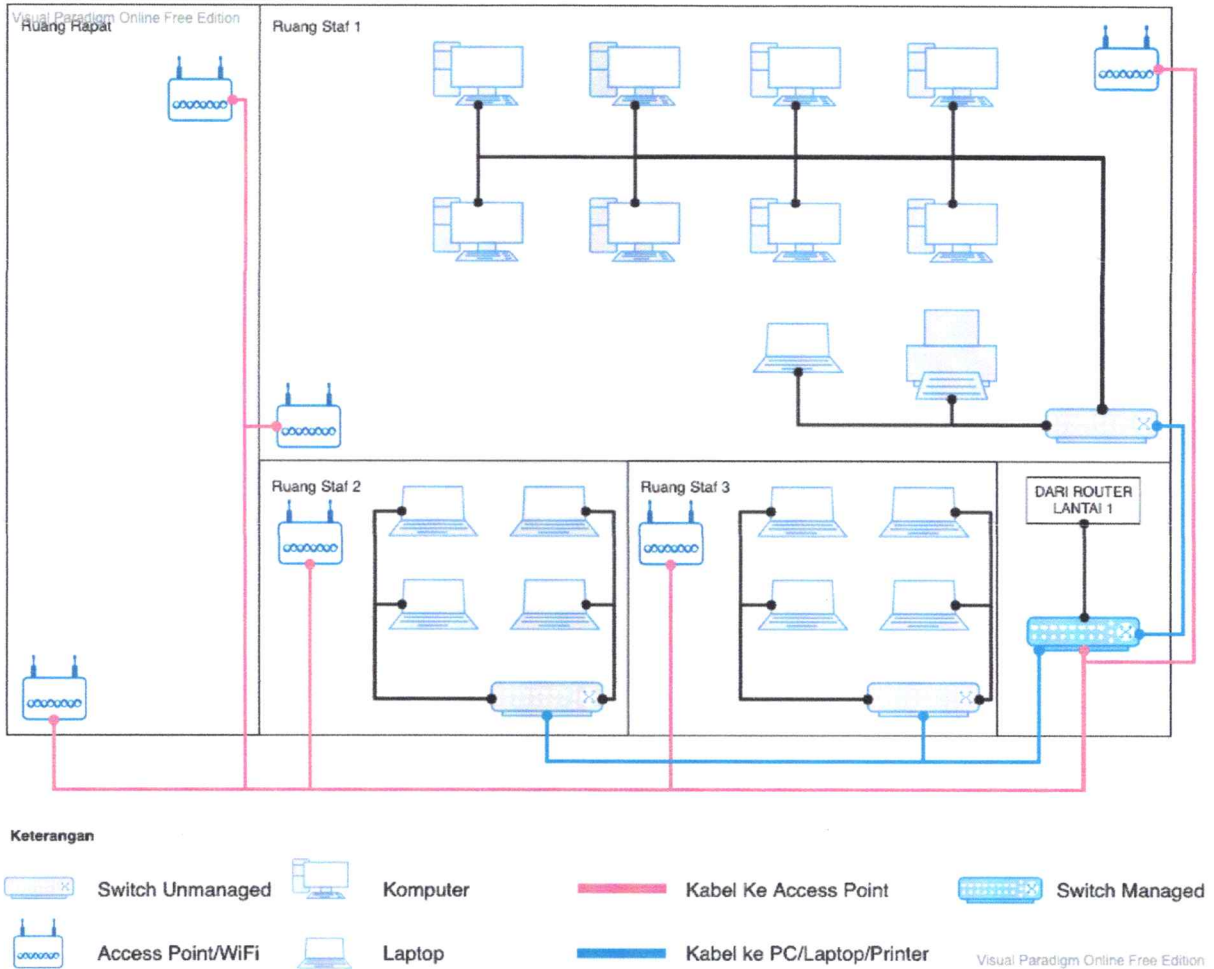 Visual Paradigm Online Free Edition
Ruang Rapat
Ruang Staf 1
Ruang Staf 2
Ruang Staf 3
DARI ROUTER
LANTAI 1
Keterangan
Switch Unmanaged
Komputer
Kabel Ke Access Point
Switch Managed
Access Point/WiFi
Laptop
Kabel ke PC/Laptop/Printer
Visual Paradigm Online Free Edition